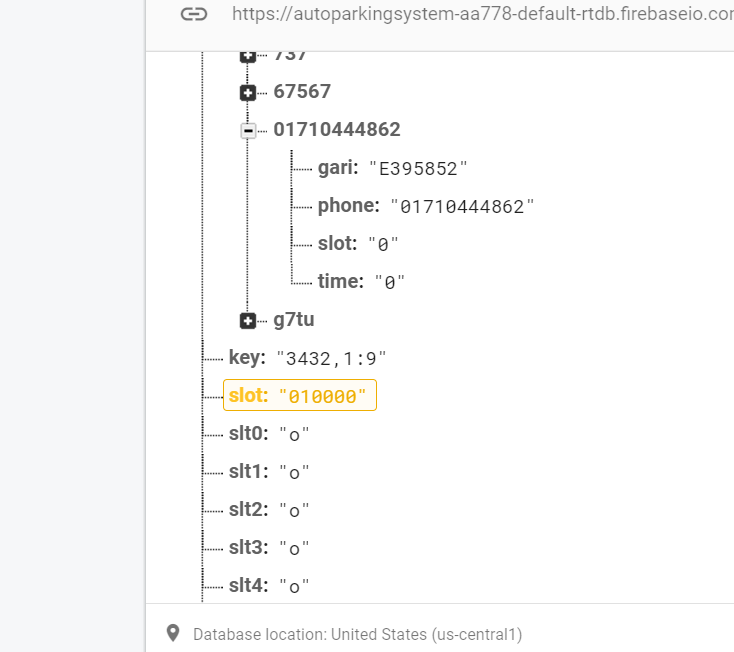 https://autoparkingsystem-aa778-default-rtdb.firebaseio.co
737
67567
01710444862
gari: "E395852"
phone: "01710444862"
slot: "0"
time: "0"
g7tu
key: "3432,1:9"
slot: "010000"
slt0: "o"
slt1: "o"
slt2: "o"
slt3: "o"
slt4: "o"
Database location: United States (us-central1)